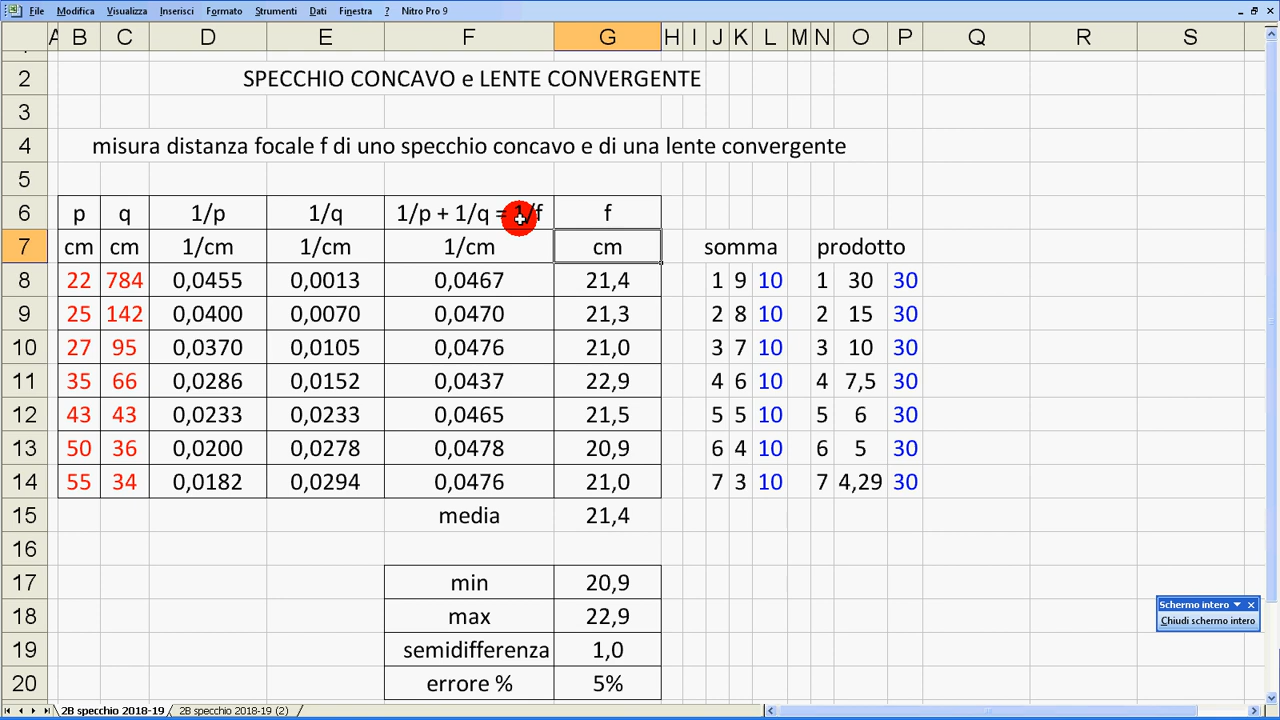 File Modifica Visualizza Inserisci Formato Strumenti Dati Finestra ? Nitro Pro 9
A B C D E F G H I J K L M N O P Q R S
2 SPECCHIO CONCAVO e LENTE CONVERGENTE
3
4 misura distanza focale f di uno specchio concavo e di una lente convergente
5
6 p q 1/p 1/q 1/p + 1/q = 1/f f
7 cm cm 1/cm 1/cm 1/cm cm somma prodotto
8 22 784 0,0455 0,0013 0,0467 21,4 1 9 10 1 30 30
9 25 142 0,0400 0,0070 0,0470 21,3 2 8 10 2 15 30
10 27 95 0,0370 0,0105 0,0476 21,0 3 7 10 3 10 30
11 35 66 0,0286 0,0152 0,0437 22,9 4 6 10 4 7,5 30
12 43 43 0,0233 0,0233 0,0465 21,5 5 5 10 5 6 30
13 50 36 0,0200 0,0278 0,0478 20,9 6 4 10 6 5 30
14 55 34 0,0182 0,0294 0,0476 21,0 7 3 10 7 4,29 30
15 media 21,4
16
17 min 20,9
18 max 22,9
19 semidifferenza 1,0
20 errore % 5%
Schermo intero
Chiudi schermo intero
2B specchio 2018-19 2B specchio 2018-19 (2)